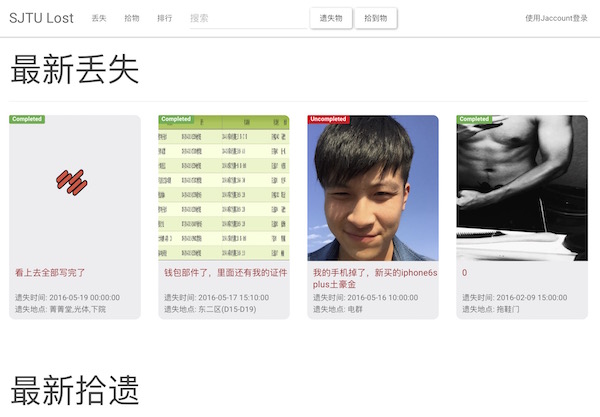 SJTU Lost 丢失 拾物 排行 搜索 遗失物 拾到物 使用Jaccount登录
最新丢失
Completed Completed Uncompleted Completed
看上去全部写完了
遗失时间: 2016-05-19 00:00:00
遗失地点: 菁菁堂,光体,下院
钱包部件了，里面还有我的证件
遗失时间: 2016-05-17 15:10:00
遗失地点: 东二区(D15-D19)
我的手机掉了，新买的iphone6s
plus土豪金
遗失时间: 2016-05-16 10:00:00
遗失地点: 电群
0
遗失时间: 2016-02-09 15:00:00
遗失地点: 拖鞋门
最新拾遗